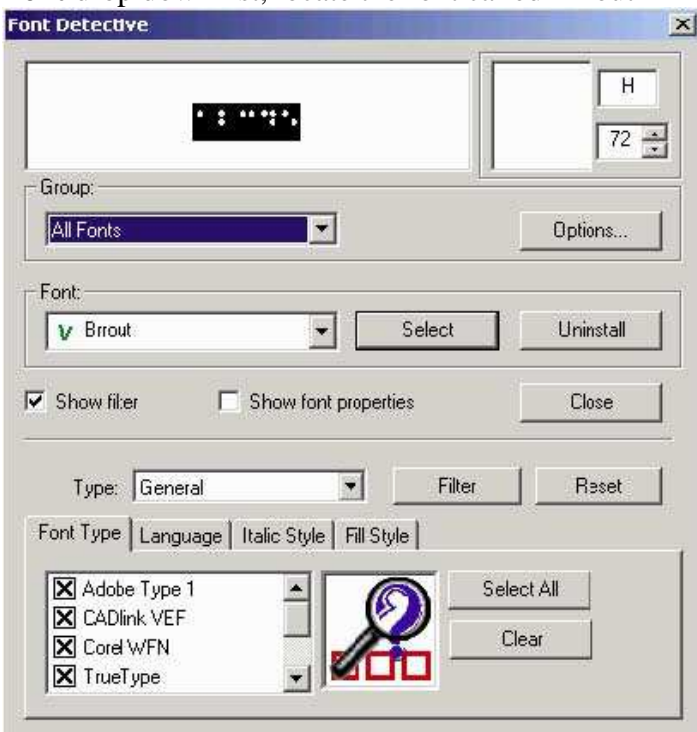 Font Detective
H
72
Group:
All Fonts
Options...
Font:
Brrout
Select
Uninstall
Show filter
Show font properties
Close
Type:
General
Filter
Reset
Font Type
Language
Italic Style
Fill Style
Adobe Type 1
CADlink VEF
Corel WFN
TrueType
Select All
Clear